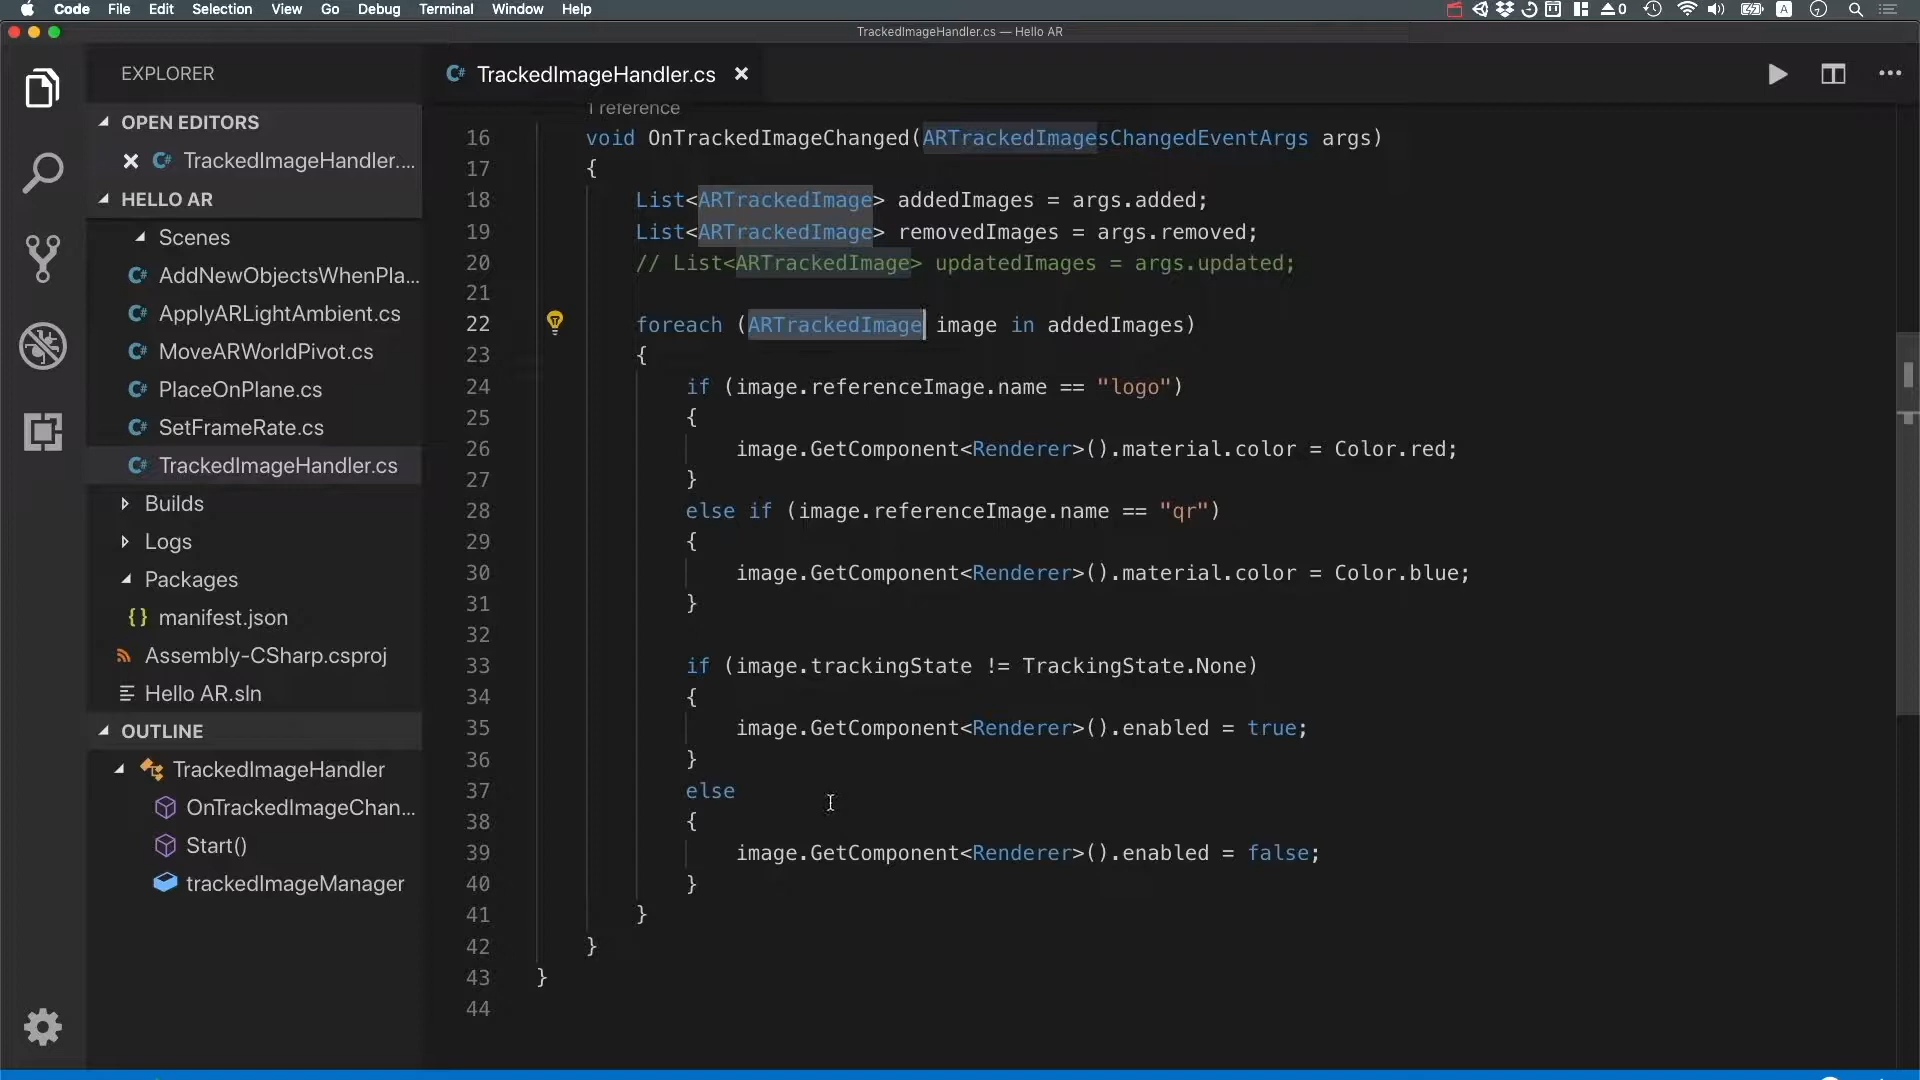 Code File Edit Selection View Go Debug Terminal Window Help
TrackedImageHandler.cs — Hello AR
EXPLORER
OPEN EDITORS
TrackedImageHandler....
HELLO AR
Scenes
AddNewObjectsWhenPla...
ApplyARLightAmbient.cs
MoveARWorldPivot.cs
PlaceOnPlane.cs
SetFrameRate.cs
TrackedImageHandler.cs
Builds
Logs
Packages
{} manifest.json
Assembly-CSharp.csproj
Hello AR.sln
OUTLINE
TrackedImageHandler
OnTrackedImageChan...
Start()
trackedImageManager
TrackedImageHandler.cs
1 reference
16 void OnTrackedImageChanged(ARTrackedImagesChangedEventArgs args)
17 {
18 List<ARTrackedImage> addedImages = args.added;
19 List<ARTrackedImage> removedImages = args.removed;
20 // List<ARTrackedImage> updatedImages = args.updated;
21
22 foreach (ARTrackedImage image in addedImages)
23 {
24 if (image.referenceImage.name == "logo")
25 {
26 image.GetComponent<Renderer>().material.color = Color.red;
27 }
28 else if (image.referenceImage.name == "qr")
29 {
30 image.GetComponent<Renderer>().material.color = Color.blue;
31 }
32
33 if (image.trackingState != TrackingState.None)
34 {
35 image.GetComponent<Renderer>().enabled = true;
36 }
37 else
38 {
39 image.GetComponent<Renderer>().enabled = false;
40 }
41 }
42 }
43 }
44